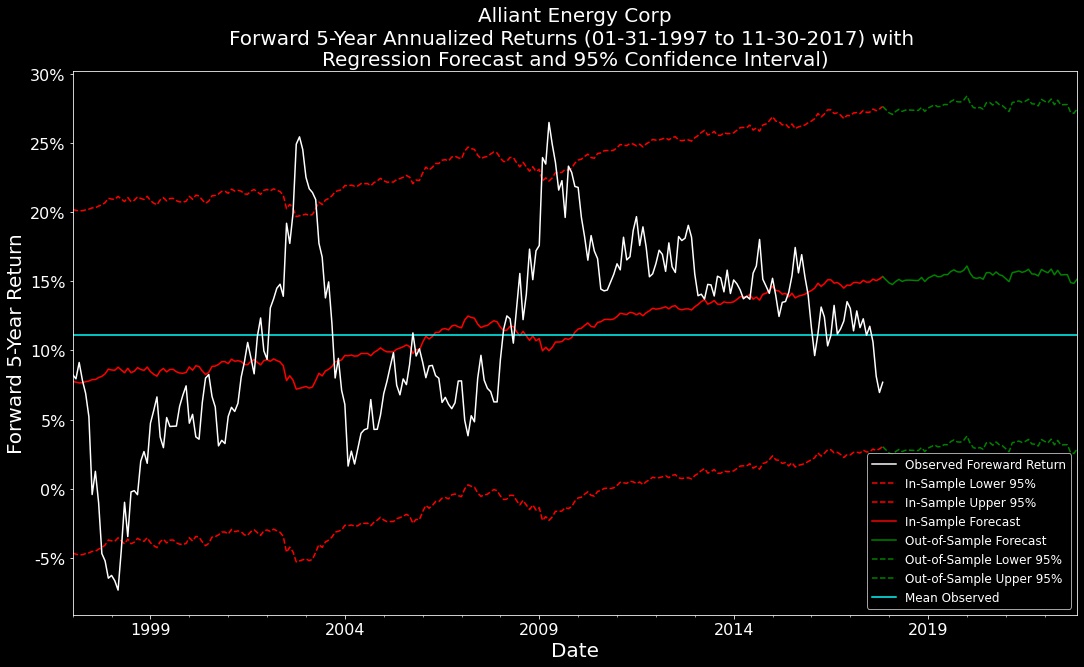 Alliant Energy Corp
Forward 5-Year Annualized Returns (01-31-1997 to 11-30-2017) with
Regression Forecast and 95% Confidence Interval)
30%
25%
20%
15%
10%
5%
0%
-5%
Forward 5-Year Return
Observed Foreward Return
In-Sample Lower 95%
In-Sample Upper 95%
In-Sample Forecast
Out-of-Sample Forecast
Out-of-Sample Lower 95%
Out-of-Sample Upper 95%
Mean Observed
1999 2004 2009 2014 2019
Date